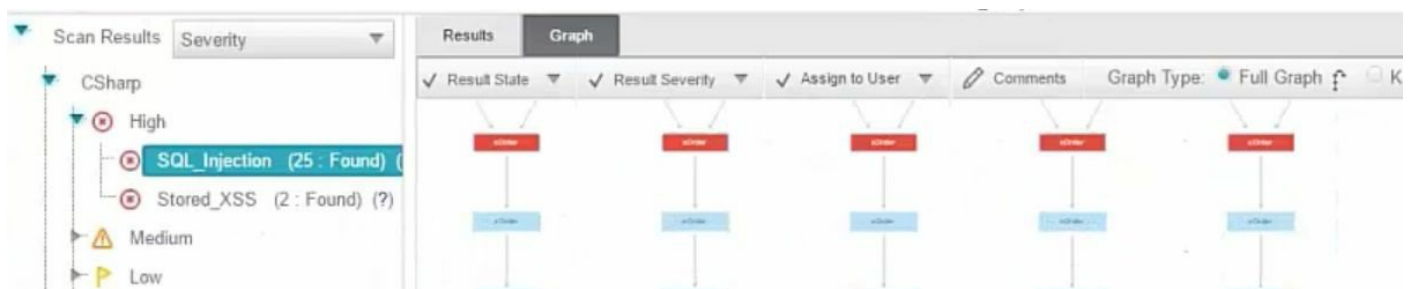 Scan Results Severity
Results Graph
CSharp
Result State Result Severity Assign to User Comments Graph Type: Full Graph K
High
SQL_Injection (25 : Found) (
Stored_XSS (2 : Found) (?)
Medium
Low